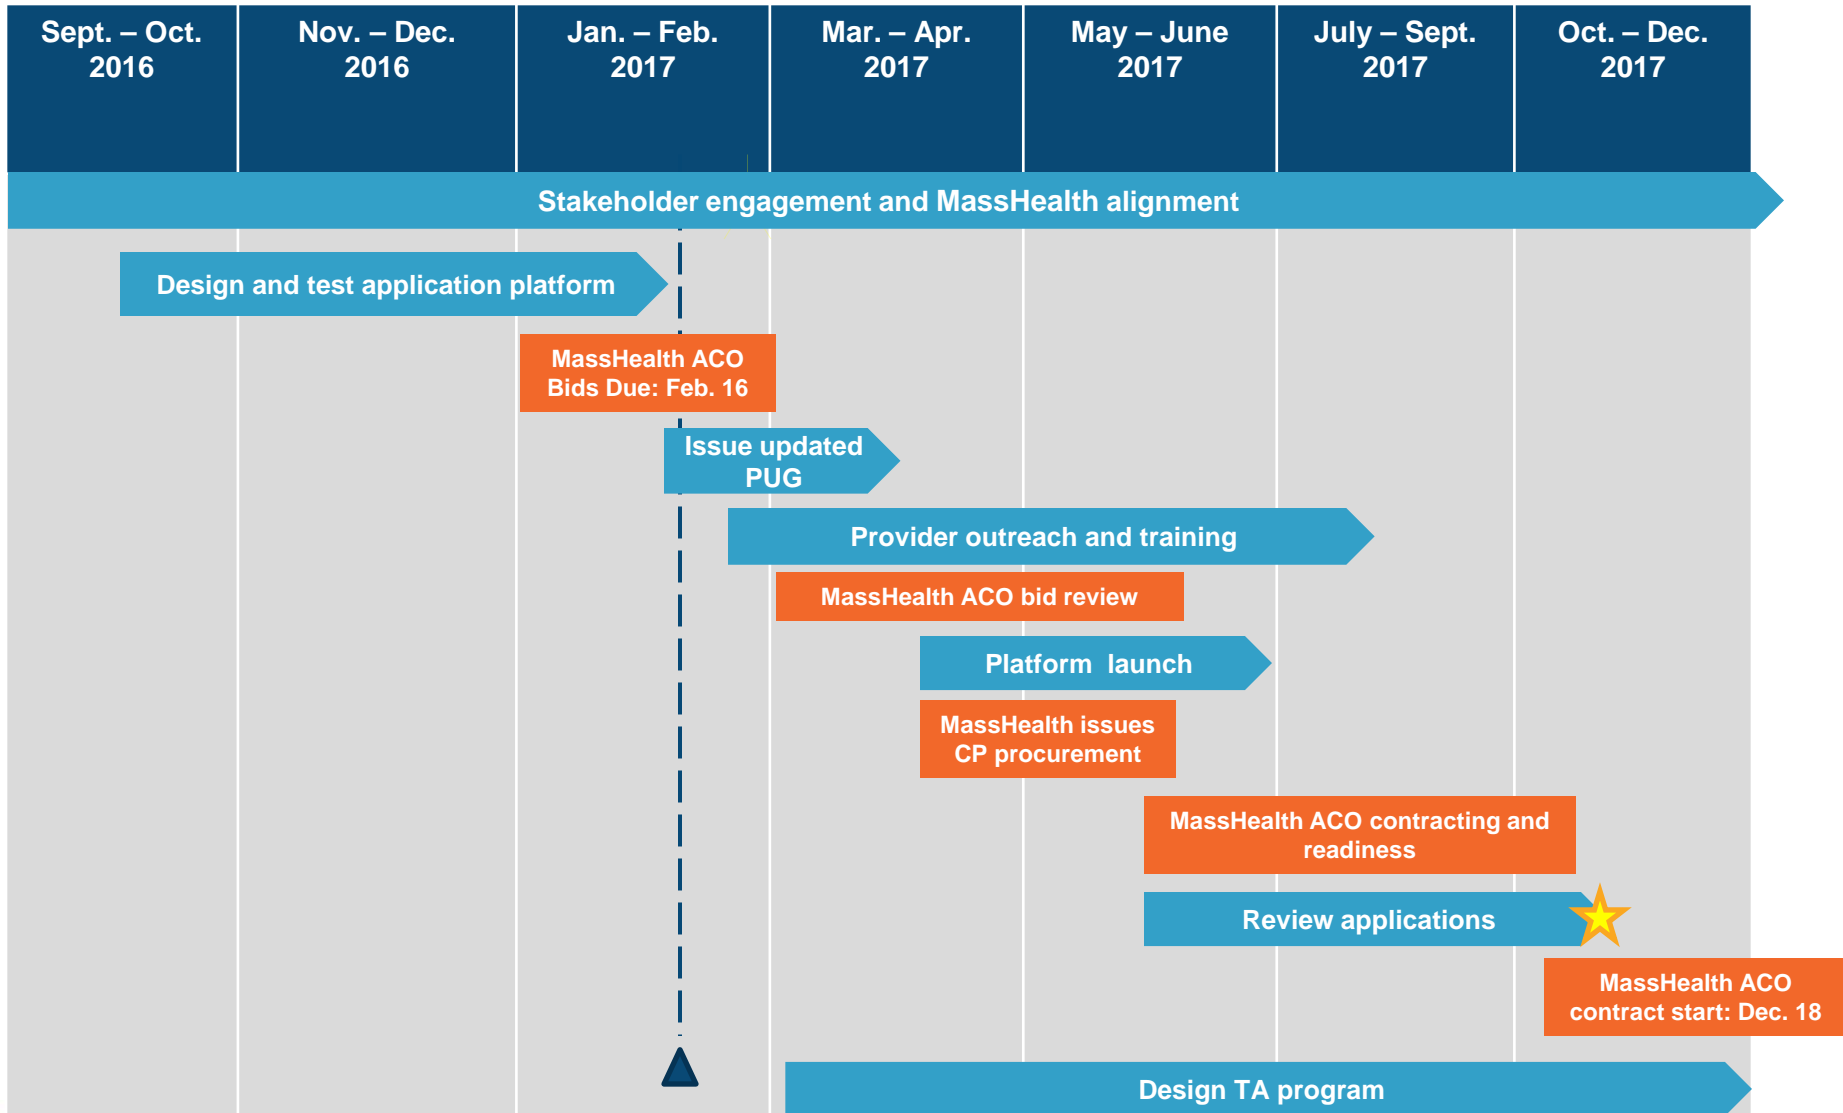 Sept. – Oct.
2016
Nov. – Dec.
2016
Jan. – Feb.
2017
Mar. – Apr.
2017
May – June
2017
July – Sept.
2017
Oct. – Dec.
2017
Stakeholder engagement and MassHealth alignment
Design and test application platform
MassHealth ACO
Bids Due: Feb. 16
Issue updated
PUG
Provider outreach and training
MassHealth ACO bid review
Platform launch
MassHealth issues
CP procurement
MassHealth ACO contracting and
readiness
Review applications
MassHealth ACO
contract start: Dec. 18
Design TA program